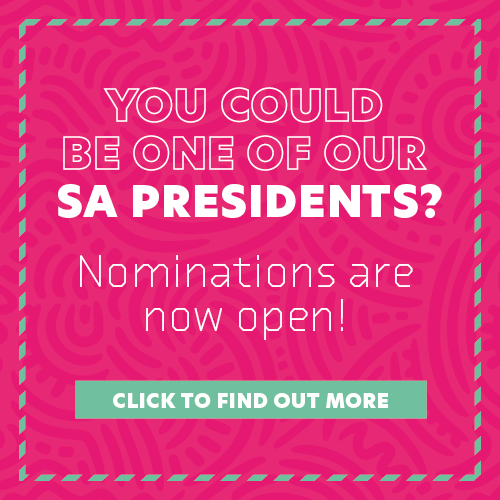 YOU COULD
BE ONE OF OUR
SA PRESIDENTS?
Nominations are
now open!
CLICK TO FIND OUT MORE